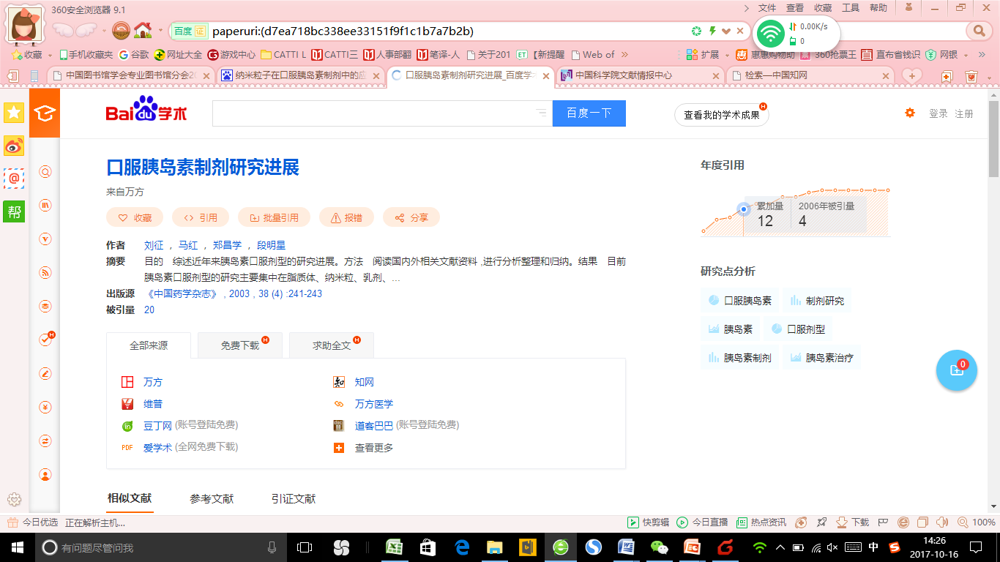 360安全浏览器 9.1
文件 查看 收藏 工具 帮助
百度 证 paperuri:(d7ea718bc338ee33151f9f1c1b7a7b2b)
0.00K/s
0
收藏 手机收藏夹 谷歌 网址大全 游戏中心 CATTI L CATTI三 人事部翻 笔译-人 关于201 【新提醒 Web of » 扩展 惠惠购物助 360抢票王 直布省钱识 网银 »
中国图书馆学会专业图书馆分会20 纳米粒子在口服胰岛素制剂中的应 口服胰岛素制剂研究进展_百度学术 中国科学院文献情报中心 检索—中国知网
Bai du 学术
百度一下
查看我的学术成果 H
登录 注册
@
帮
口服胰岛素制剂研究进展
来自万方
收藏 引用 批量引用 报错 分享
作者 刘征 , 马红 , 郑昌学 , 段明星
摘要 目的 综述近年来胰岛素口服剂型的研究进展。方法 阅读国内外相关文献资料 ,进行分析整理和归纳。结果 目前
胰岛素口服剂型的研究主要集中在脂质体、纳米粒、乳剂、...
出版源 《中国药学杂志》 , 2003 , 38 (4) :241-243
被引量 20
年度引用
累加量 2006年被引量
12 4
研究点分析
口服胰岛素 制剂研究
胰岛素 口服剂型
胰岛素制剂 胰岛素治疗
0
全部来源 免费下载 H 求助全文 H
万方 知网
维普 万方医学
豆丁网 (账号登陆免费) 道客巴巴 (账号登陆免费)
PDF 爱学术 (全网免费下载) 查看更多
相似文献 参考文献 引证文献
今日优选 正在解析主机... 快剪辑 今日直播 热点资讯 下载 100%
有问题尽管问我
中
14:26
2017-10-16